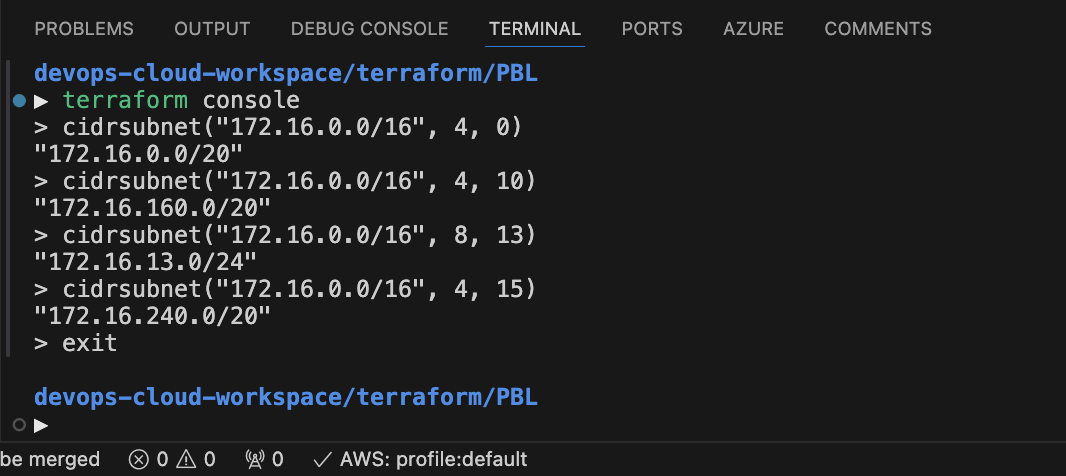 PROBLEMS OUTPUT DEBUG CONSOLE TERMINAL PORTS AZURE COMMENTS
devops-cloud-workspace/terraform/PBL
▶ terraform console
> cidrsubnet("172.16.0.0/16", 4, 0)
"172.16.0.0/20"
> cidrsubnet("172.16.0.0/16", 4, 10)
"172.16.160.0/20"
> cidrsubnet("172.16.0.0/16", 8, 13)
"172.16.13.0/24"
> cidrsubnet("172.16.0.0/16", 4, 15)
"172.16.240.0/20"
> exit
devops-cloud-workspace/terraform/PBL
▶
be merged 0 0 0 AWS: profile:default